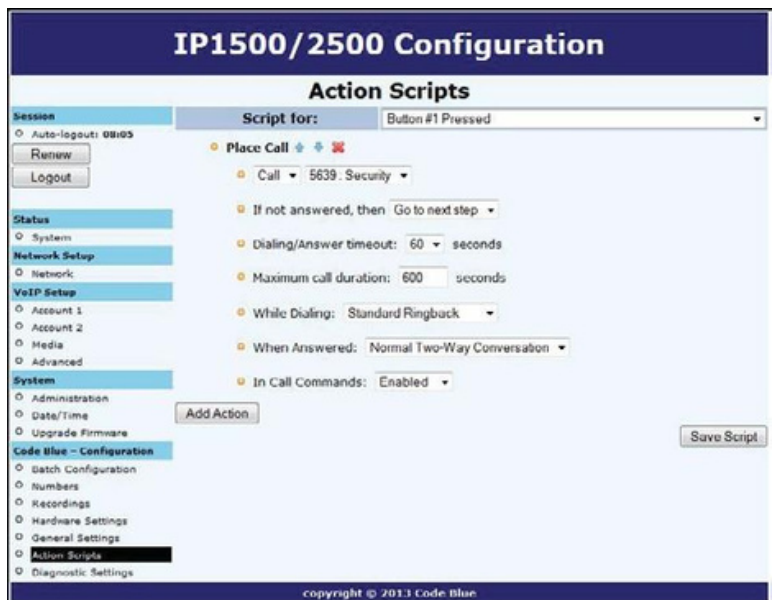 IP1500/2500 Configuration
Action Scripts
Session
Auto-logout: 08:05
Renew
Logout
Status
System
Network Setup
Network
VoIP Setup
Account 1
Account 2
Media
Advanced
System
Administration
Date/Time
Upgrade Firmware
Code Blue - Configuration
Batch Configuration
Numbers
Recordings
Hardware Settings
General Settings
Action Scripts
Diagnostic Settings
Script for: Button #1 Pressed
Place Call
Call 5639 : Security
If not answered, then Go to next step
Dialing/Answer timeout: 60 seconds
Maximum call duration: 600 seconds
While Dialing: Standard Ringback
When Answered: Normal Two-Way Conversation
In Call Commands: Enabled
Add Action
Save Script
copyright © 2013 Code Blue